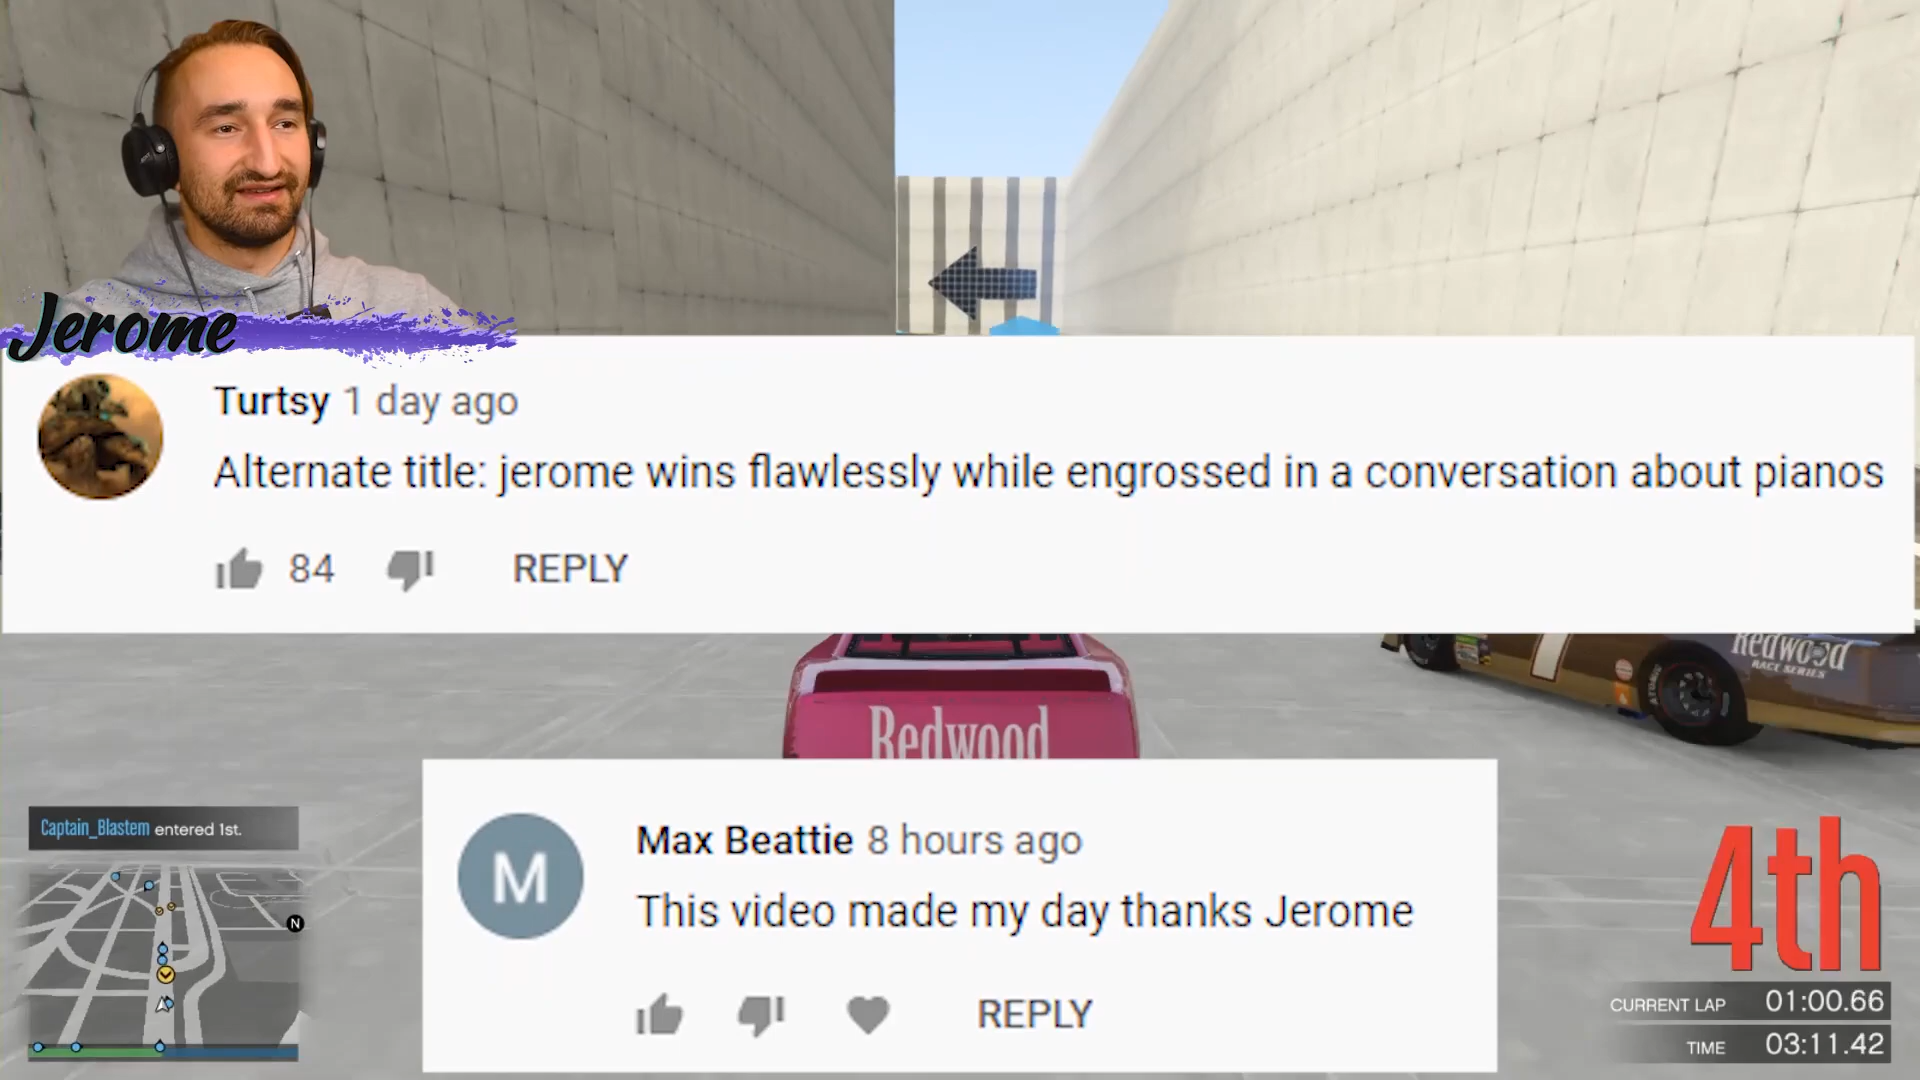 Jerome
Turtsy 1 day ago
Alternate title: jerome wins flawlessly while engrossed in a conversation about pianos
84 REPLY
Redwood
RACE SERIES
Redwood
Captain_Blastem entered 1st.
N
M
Max Beattie 8 hours ago
This video made my day thanks Jerome
REPLY
4th
CURRENT LAP 01:00.66
TIME 03:11.42